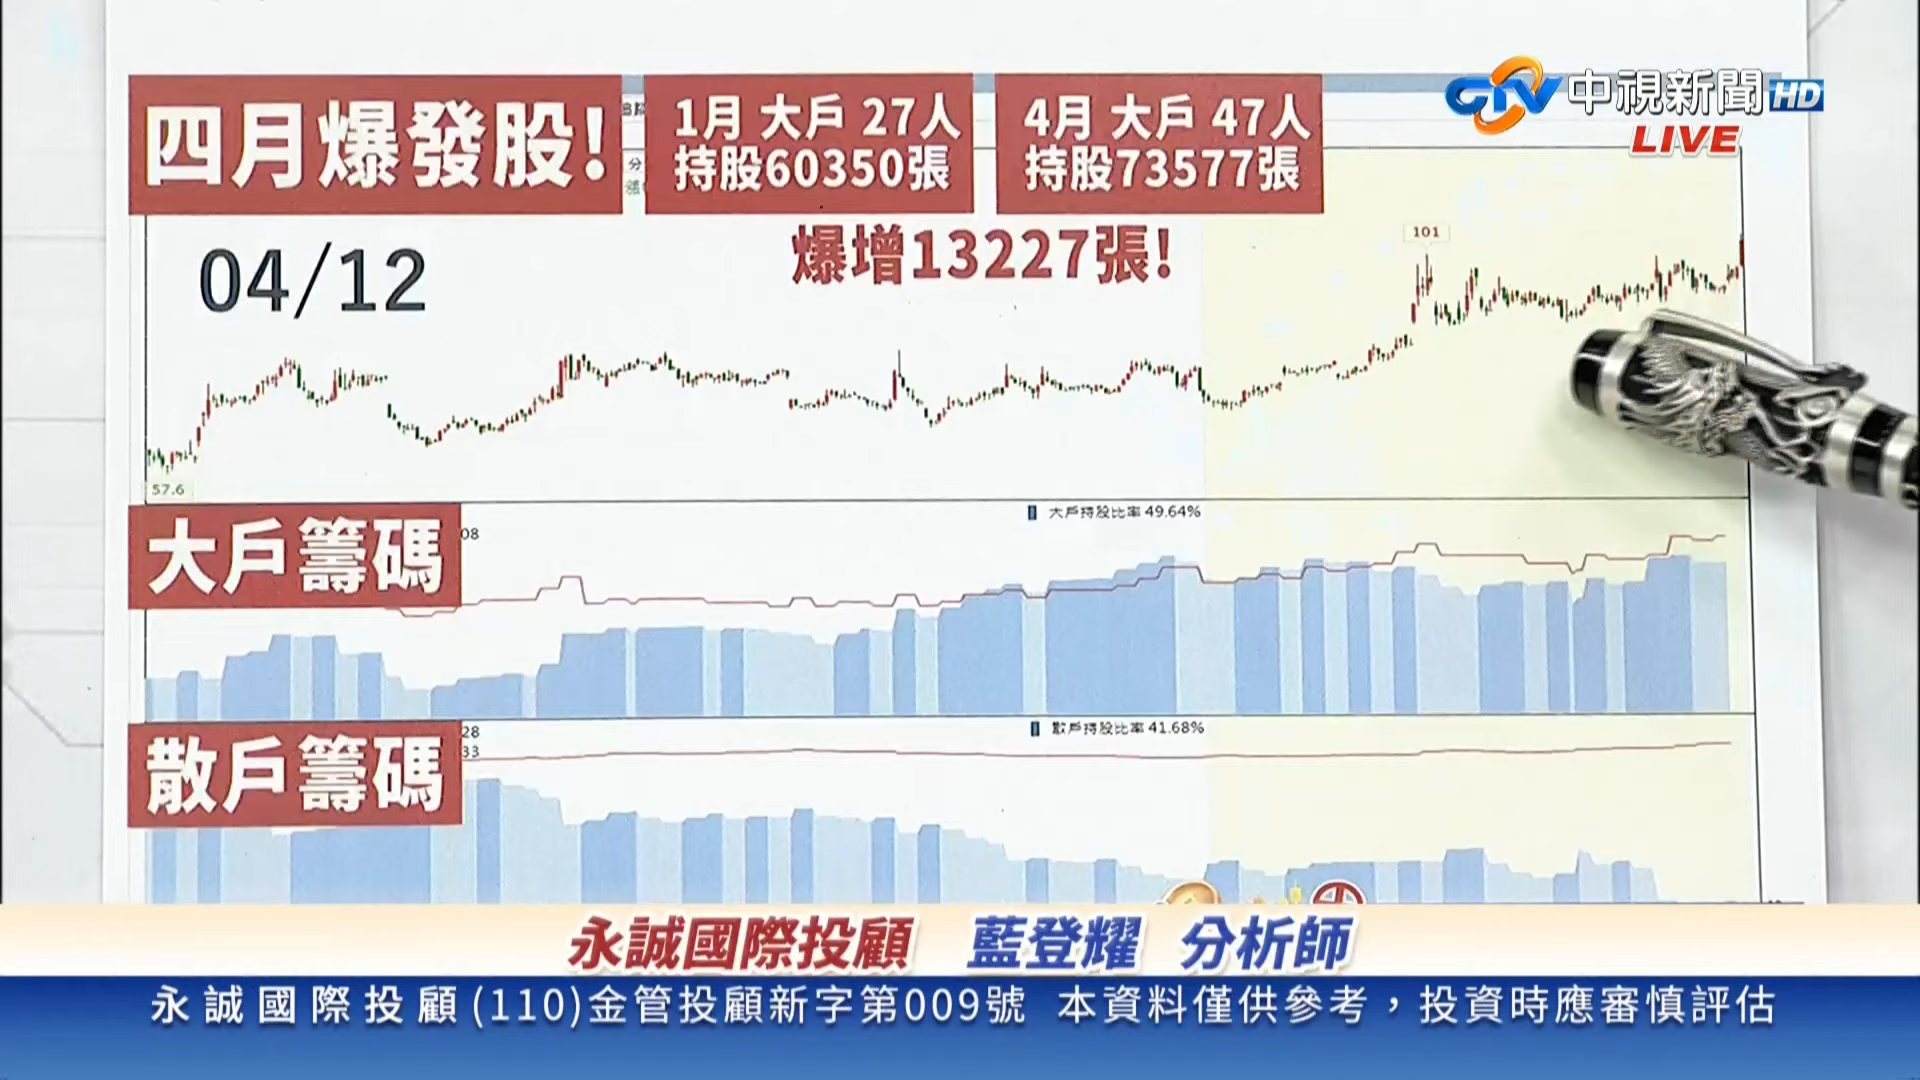 四月爆發股!
1月 大戶 27人
持股60350張
4月 大戶 47人
持股73577張
CTV 中視新聞 HD
LIVE
爆增13227張!
04/12
101
57.6
大戶籌碼
08
大戶持股比率 49.64%
散戶籌碼
28
33
散戶持股比率 41.68%
永誠國際投顧 藍登耀 分析師
永誠國際投顧(110)金管投顧新字第009號 本資料僅供參考，投資時應審慎評估